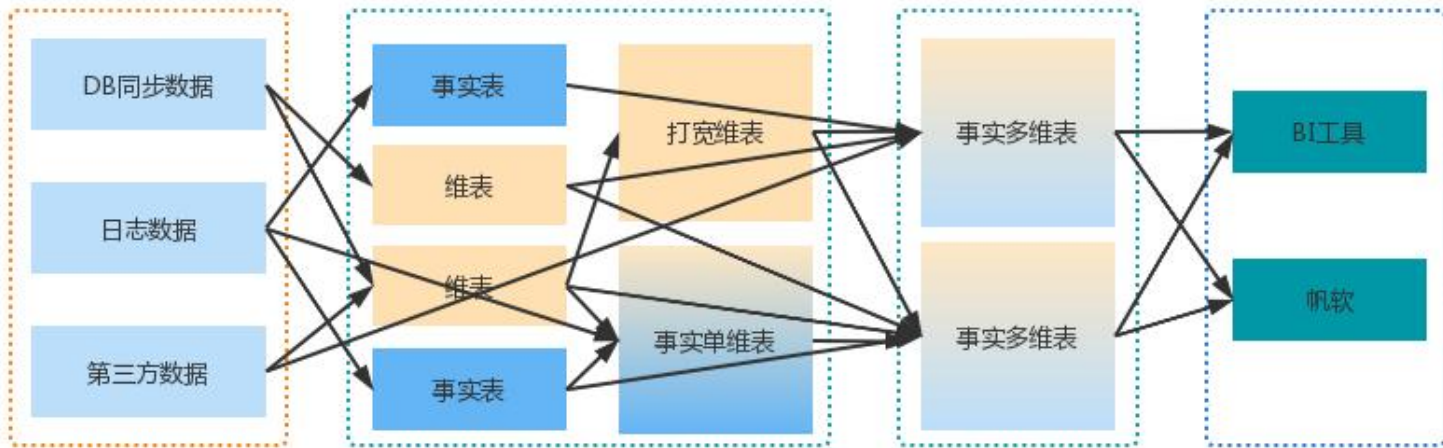 DB同步数据
日志数据
第三方数据
事实表
维表
维表
事实表
打宽维表
事实单维表
事实多维表
事实多维表
BI工具
帆软